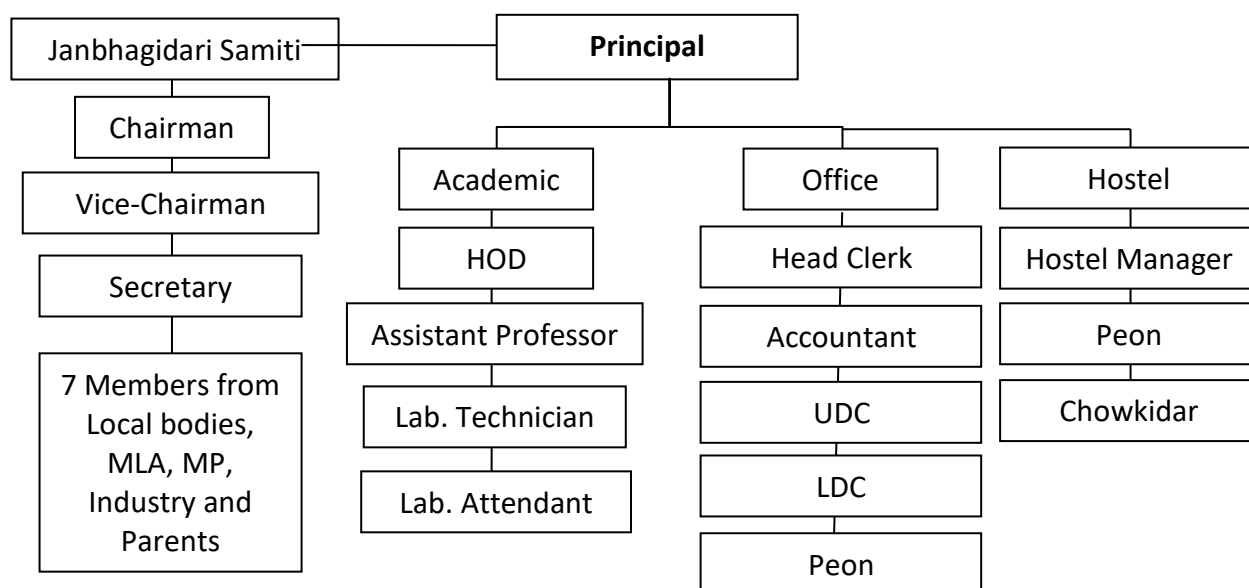 Janbhagidari Samiti
Principal
Chairman
Vice-Chairman
Secretary
7 Members from
Local bodies,
MLA, MP,
Industry and
Parents
Academic
HOD
Assistant Professor
Lab. Technician
Lab. Attendant
Office
Head Clerk
Accountant
UDC
LDC
Peon
Hostel
Hostel Manager
Peon
Chowkidar